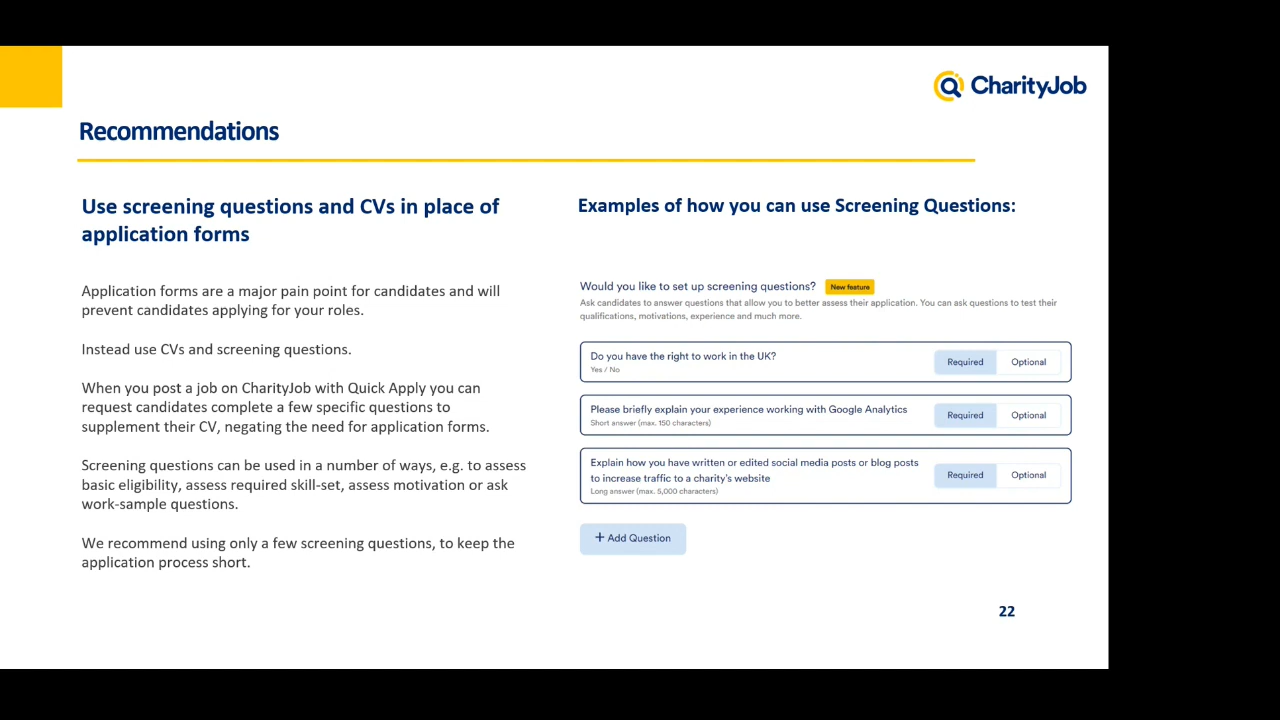 CharityJob
Recommendations
Use screening questions and CVs in place of
application forms
Application forms are a major pain point for candidates and will
prevent candidates applying for your roles.
Instead use CVs and screening questions.
When you post a job on CharityJob with Quick Apply you can
request candidates complete a few specific questions to
supplement their CV, negating the need for application forms.
Screening questions can be used in a number of ways, e.g. to assess
basic eligibility, assess required skill-set, assess motivation or ask
work-sample questions.
We recommend using only a few screening questions, to keep the
application process short.
Examples of how you can use Screening Questions:
Would you like to set up screening questions? New feature
Ask candidates to answer questions that allow you to better assess their application. You can ask questions to test their
qualifications, motivations, experience and much more.
Do you have the right to work in the UK?
Yes / No
Required Optional
Please briefly explain your experience working with Google Analytics
Short answer (max. 150 characters)
Required Optional
Explain how you have written or edited social media posts or blog posts
to increase traffic to a charity's website
Long answer (max. 5,000 characters)
Required Optional
+ Add Question
22